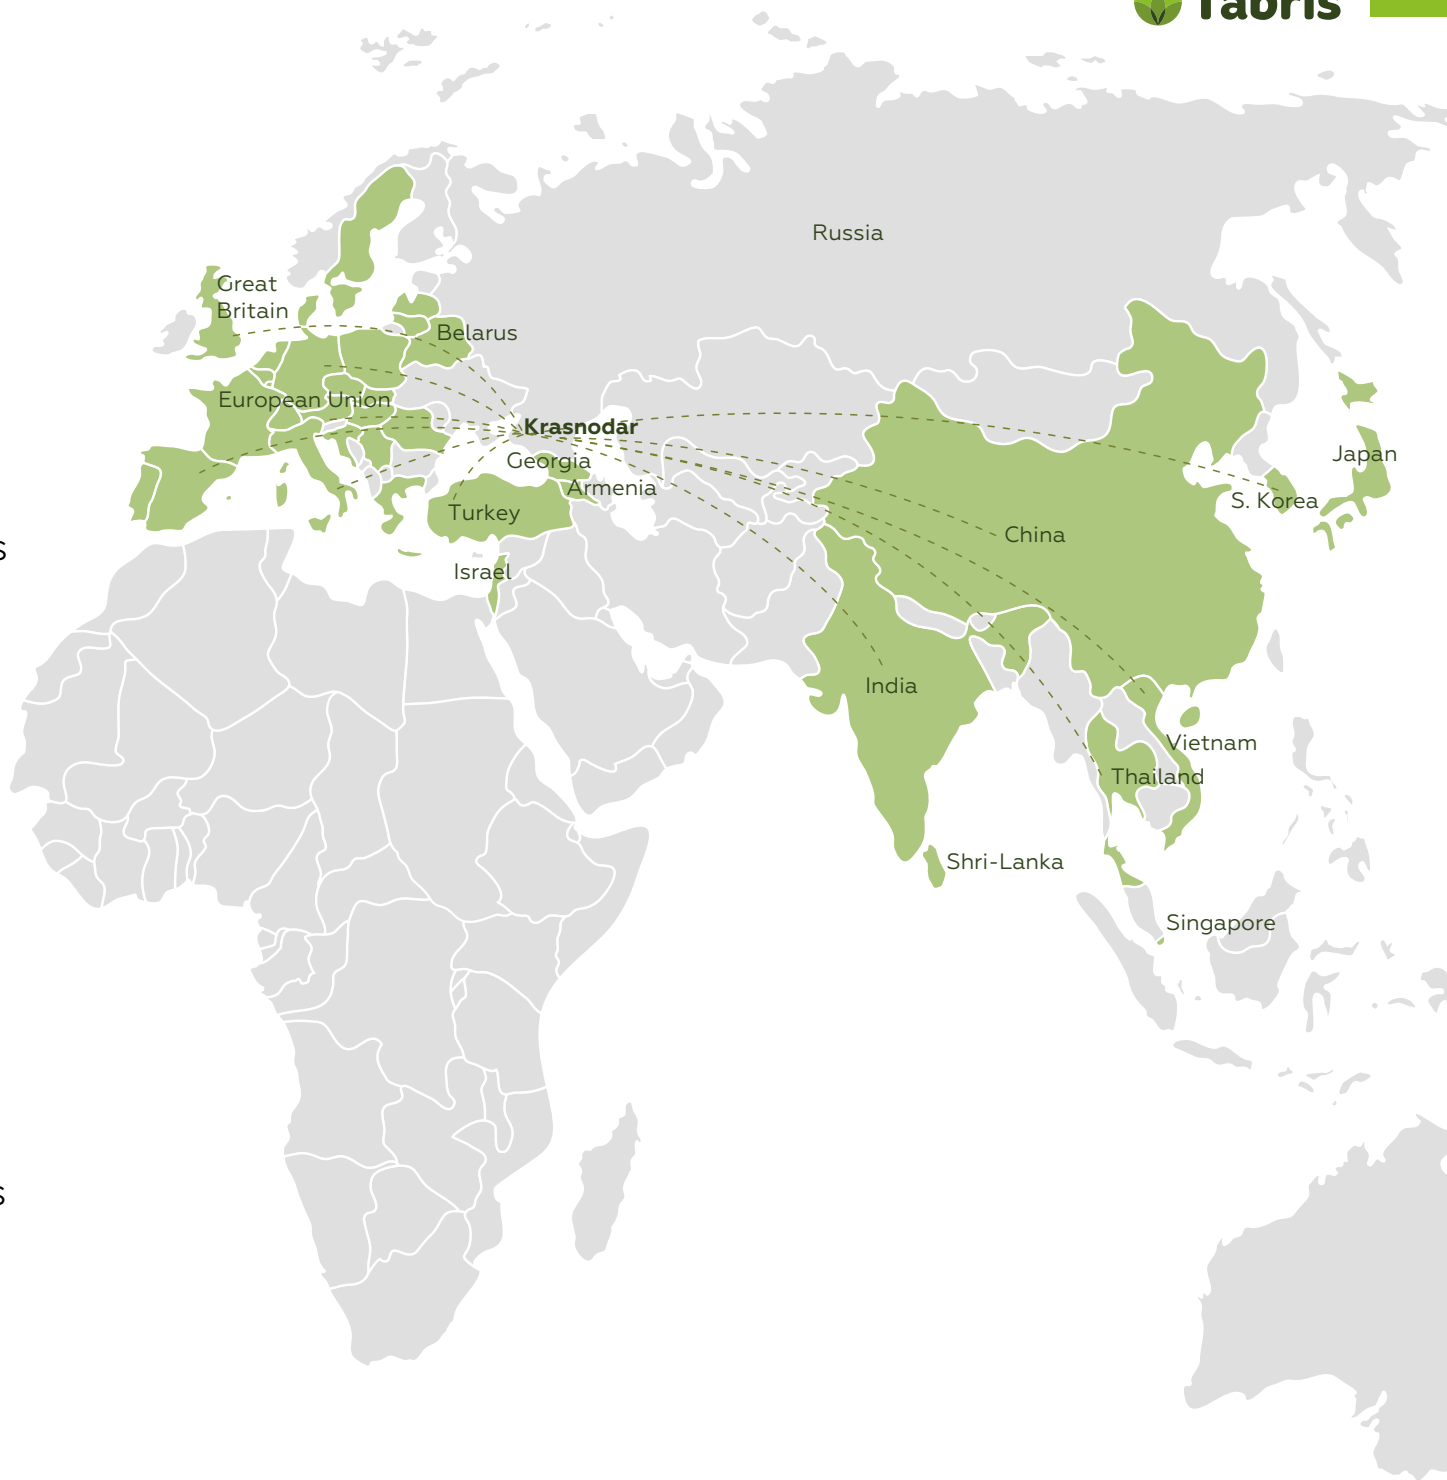 Tabris
Russia
Great
Britain
Belarus
European Union
Krasnodar
Georgia
Armenia
Turkey
Israel
Japan
S. Korea
China
India
Vietnam
Thailand
Shri-Lanka
Singapore
s
s